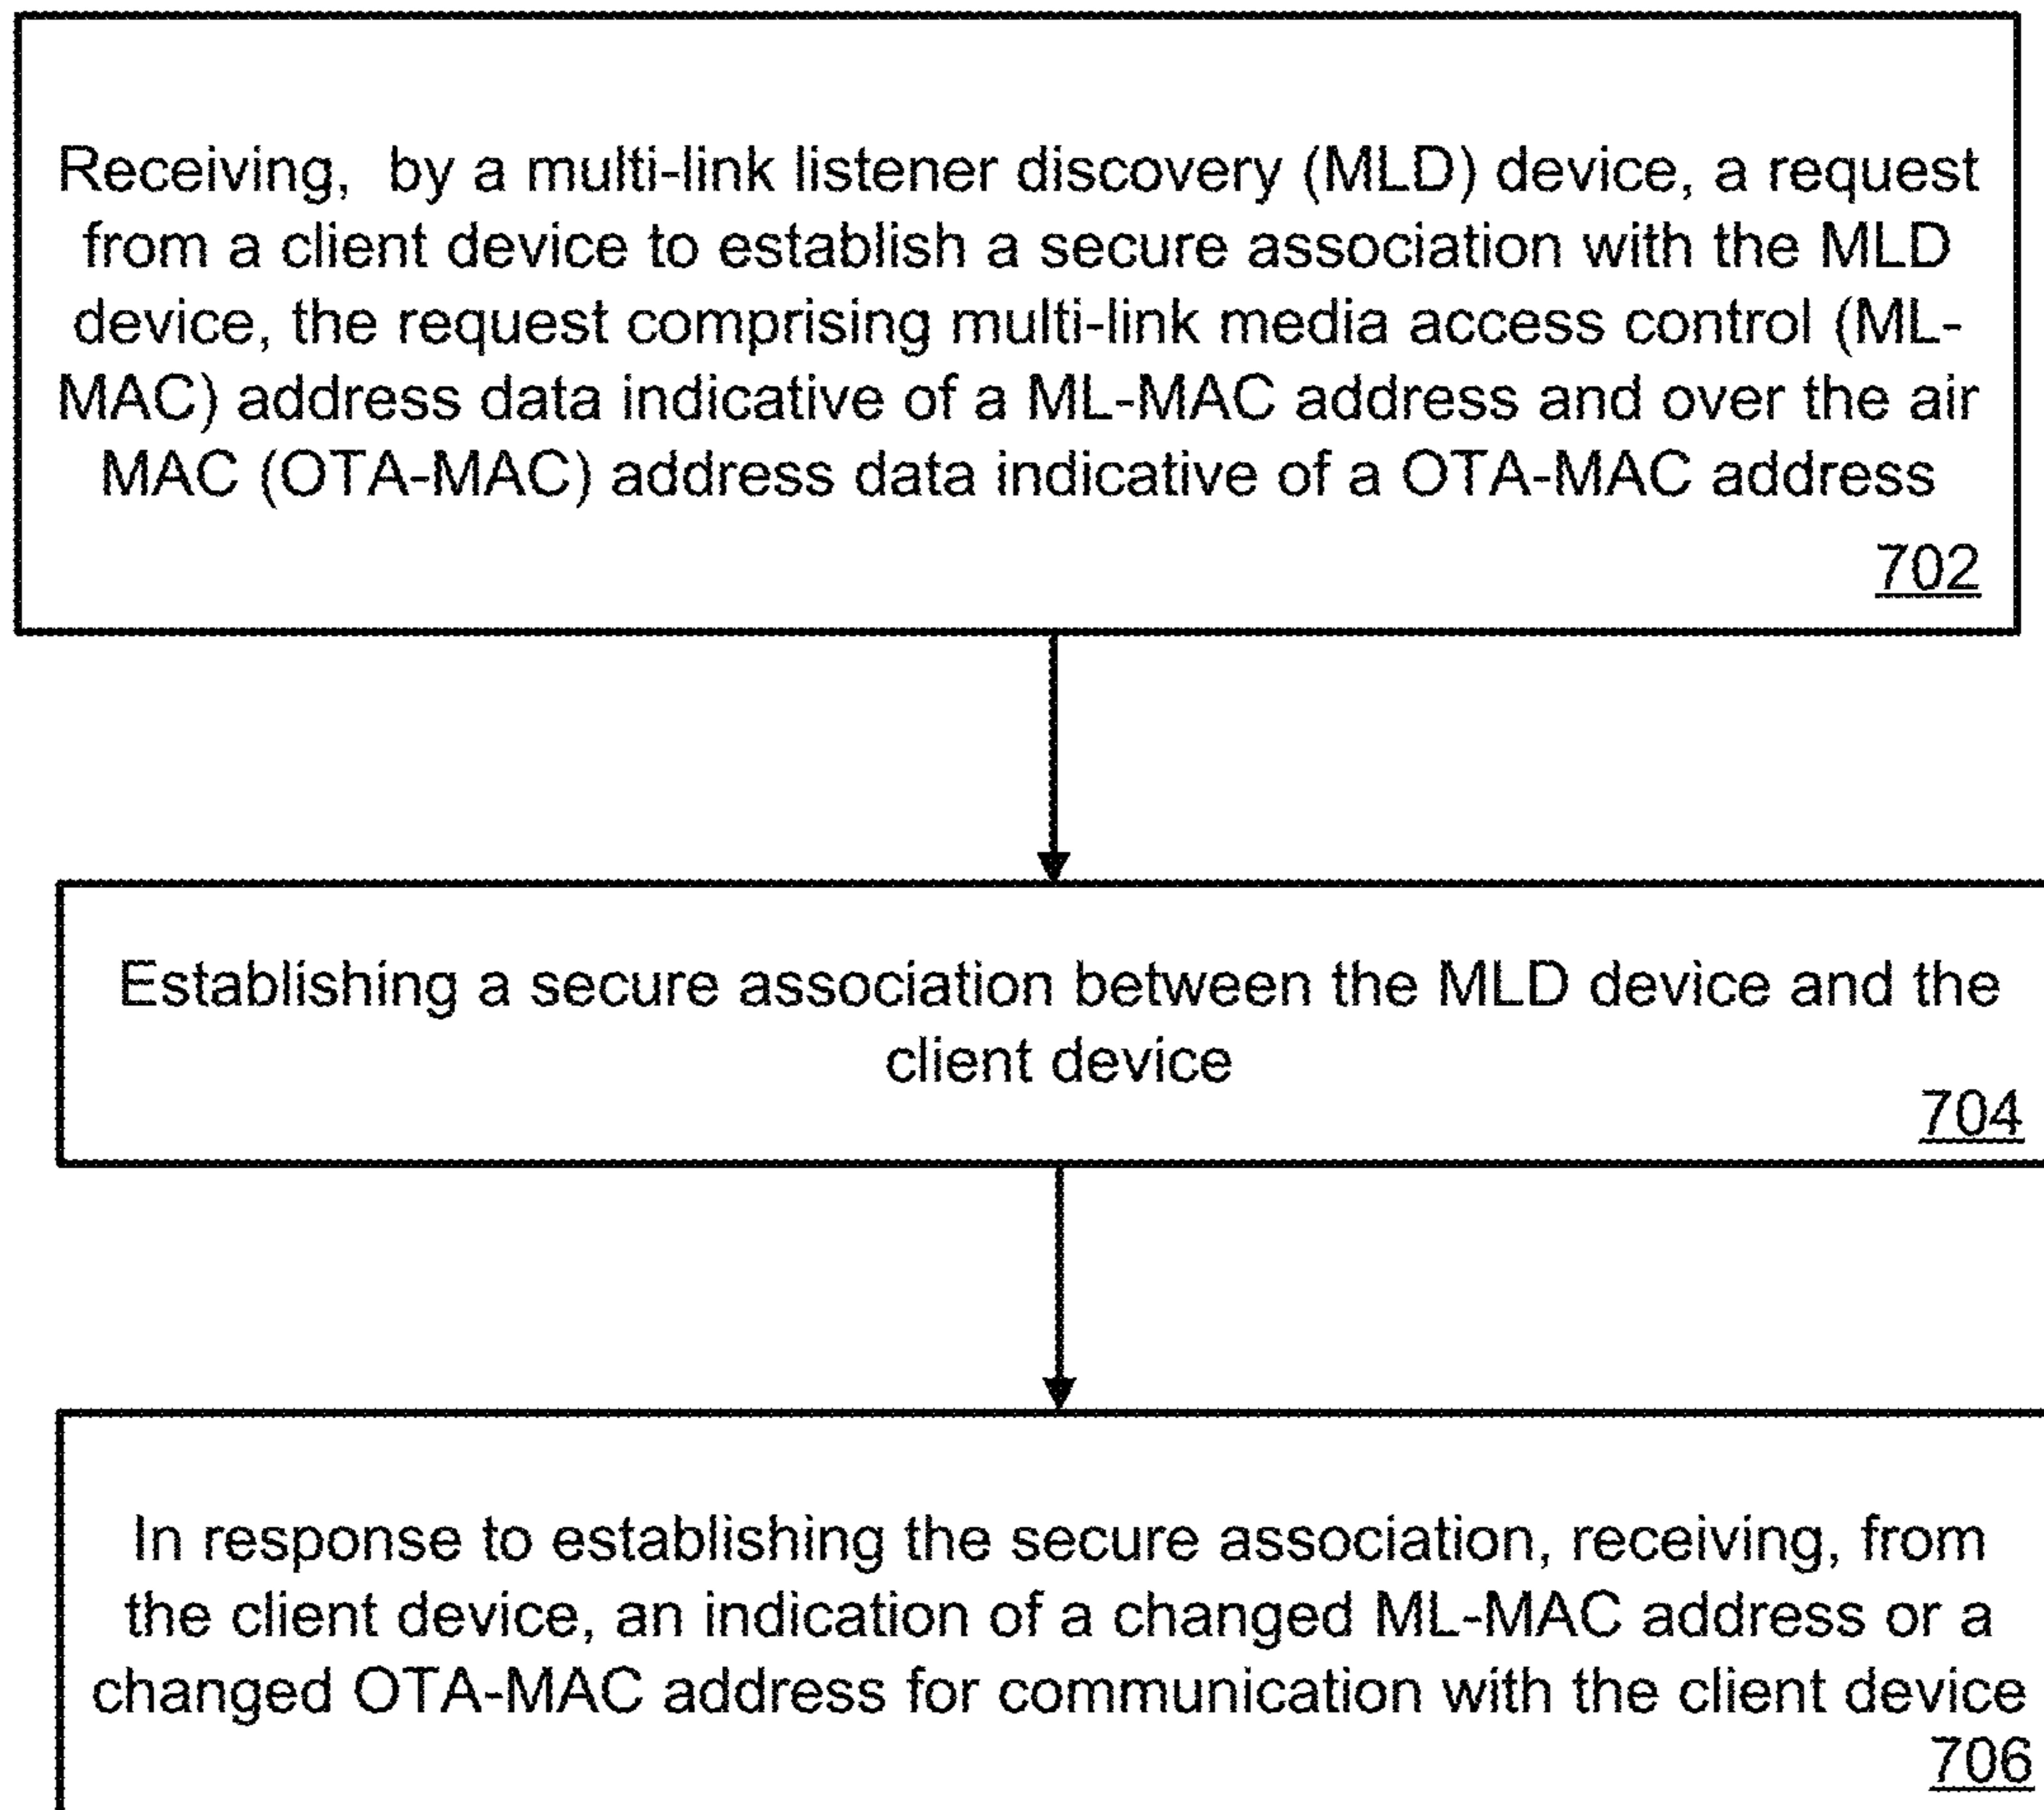 Receiving, by a multi-link listener discovery (MLD) device, a request
from a client device to establish a secure association with the MLD
device, the request comprising multi-link media access control (ML-
MAC) address data indicative of a ML-MAC address and over the air
MAC (OTA-MAC) address data indicative of a OTA-MAC address
702
Establishing a secure association between the MLD device and the
client device
704
In response to establishing the secure association, receiving, from
the client device, an indication of a changed ML-MAC address or a
changed OTA-MAC address for communication with the client device
706